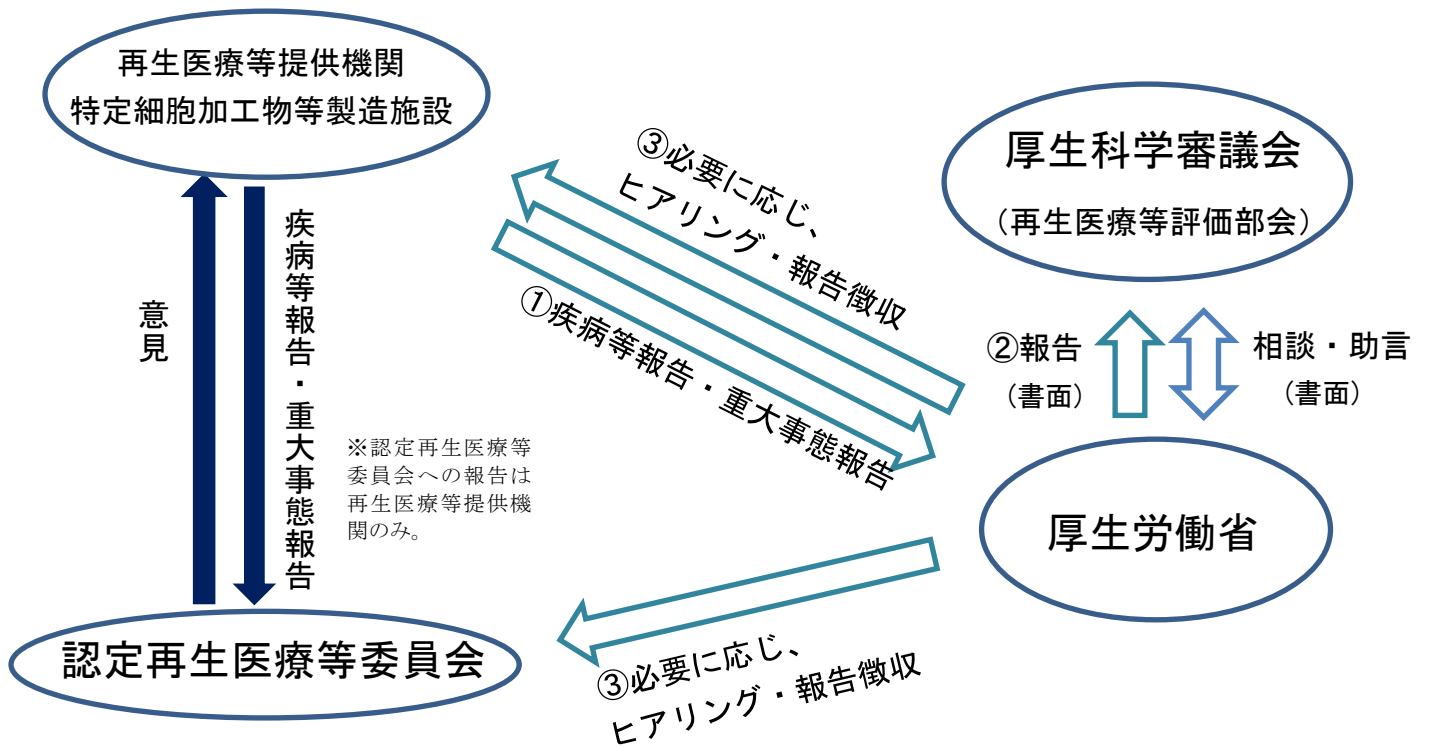 再生医療等提供機関
特定細胞加工物等製造施設
厚生科学審議会
（再生医療等評価部会）
③必要に応じ、
ヒアリング・報告徴収
①疾病等報告・重大事態報告
意見
疾病等報告・重大事態報告
※認定再生医療等
委員会への報告は
再生医療等提供機
関のみ。
②報告
（書面）
相談・助言
（書面）
厚生労働省
認定再生医療等委員会
③必要に応じ、
ヒアリング・報告徴収